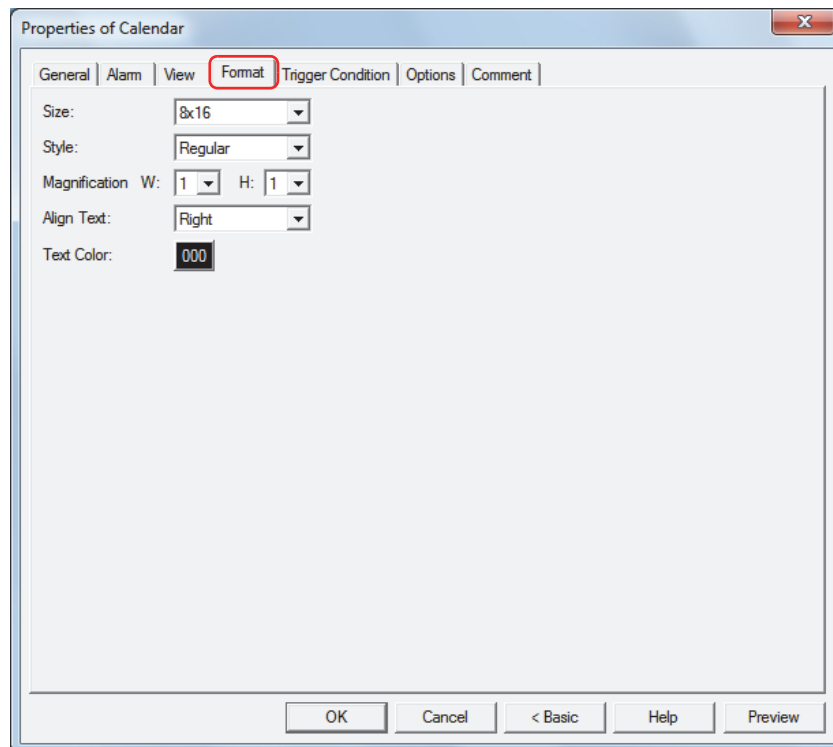 Properties of Calendar
X
General Alarm View Format Trigger Condition Options Comment
Size: 8x16
Style: Regular
Magnification W: 1 H: 1
Align Text: Right
Text Color: 000
OK Cancel < Basic Help Preview